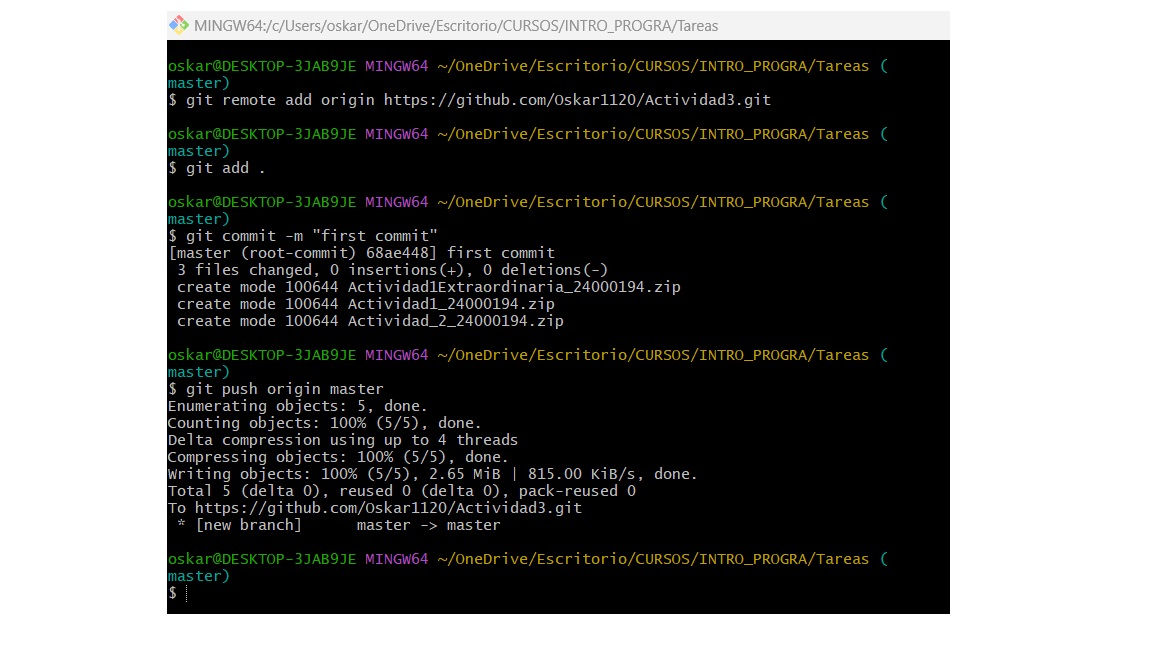 MINGW64:/c/Users/oskar/OneDrive/Escritorio/CURSOS/INTRO_PROGRA/Tareas
oskar@DESKTOP-3JAB9JE MINGW64 ~/OneDrive/Escritorio/CURSOS/INTRO_PROGRA/Tareas (
master)
$ git remote add origin https://github.com/Oskar1120/Actividad3.git
oskar@DESKTOP-3JAB9JE MINGW64 ~/OneDrive/Escritorio/CURSOS/INTRO_PROGRA/Tareas (
master)
$ git add .
oskar@DESKTOP-3JAB9JE MINGW64 ~/OneDrive/Escritorio/CURSOS/INTRO_PROGRA/Tareas (
master)
$ git commit -m "first commit"
[master (root-commit) 68ae448] first commit
 3 files changed, 0 insertions(+), 0 deletions(-)
 create mode 100644 Actividad1Extraordinaria_24000194.zip
 create mode 100644 Actividad1_24000194.zip
 create mode 100644 Actividad_2_24000194.zip
oskar@DESKTOP-3JAB9JE MINGW64 ~/OneDrive/Escritorio/CURSOS/INTRO_PROGRA/Tareas (
master)
$ git push origin master
Enumerating objects: 5, done.
Counting objects: 100% (5/5), done.
Delta compression using up to 4 threads
Compressing objects: 100% (5/5), done.
Writing objects: 100% (5/5), 2.65 MiB | 815.00 KiB/s, done.
Total 5 (delta 0), reused 0 (delta 0), pack-reused 0
To https://github.com/Oskar1120/Actividad3.git
 * [new branch]      master -> master
oskar@DESKTOP-3JAB9JE MINGW64 ~/OneDrive/Escritorio/CURSOS/INTRO_PROGRA/Tareas (
master)
$